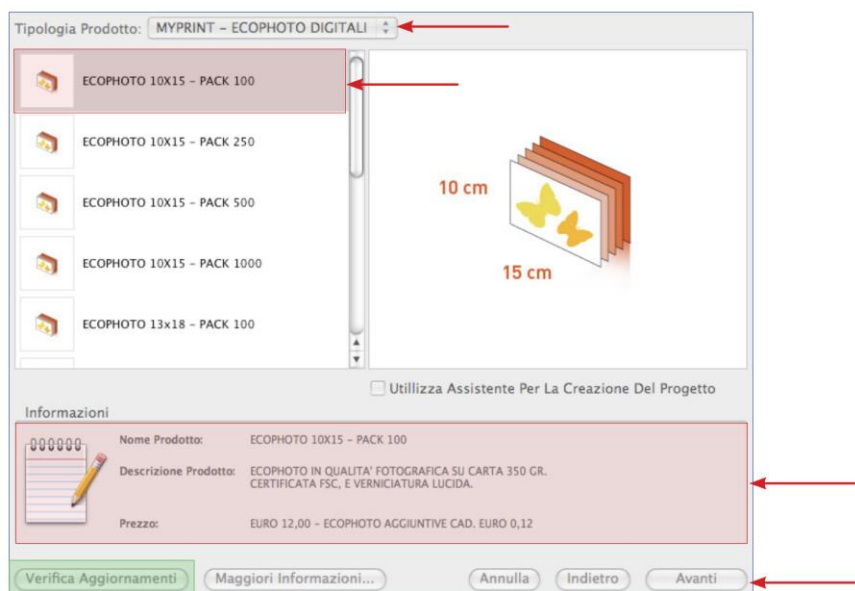 Tipologia Prodotto: MYPRINT - ECOPHOTO DIGITALI
ECOPHOTO 10X15 - PACK 100
ECOPHOTO 10X15 - PACK 250
ECOPHOTO 10X15 - PACK 500
ECOPHOTO 10X15 - PACK 1000
ECOPHOTO 13x18 - PACK 100
10 cm
15 cm
Utilizza Assistente Per La Creazione Del Progetto
Informazioni
Nome Prodotto: ECOPHOTO 10X15 - PACK 100
Descrizione Prodotto: ECOPHOTO IN QUALITA' FOTOGRAFICA SU CARTA 350 GR.
CERTIFICATA FSC, E VERNICIATURA LUCIDA.
Prezzo: EURO 12,00 - ECOPHOTO AGGIUNTIVE CAD. EURO 0,12
Verifica Aggiornamenti Maggiori Informazioni... Annulla Indietro Avanti